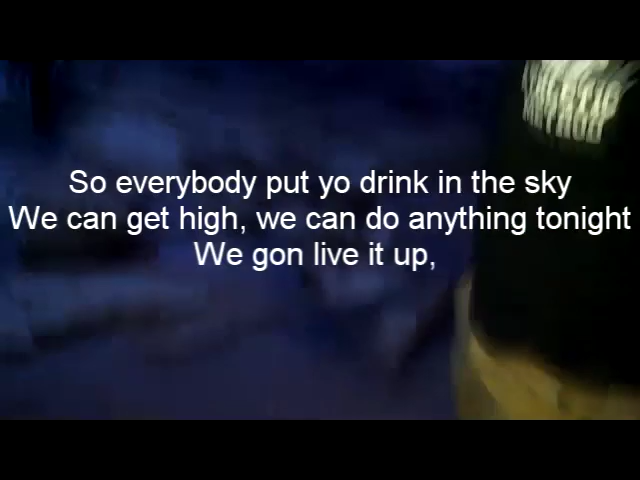 So everybody put yo drink in the sky
We can get high, we can do anything tonight
We gon live it up,